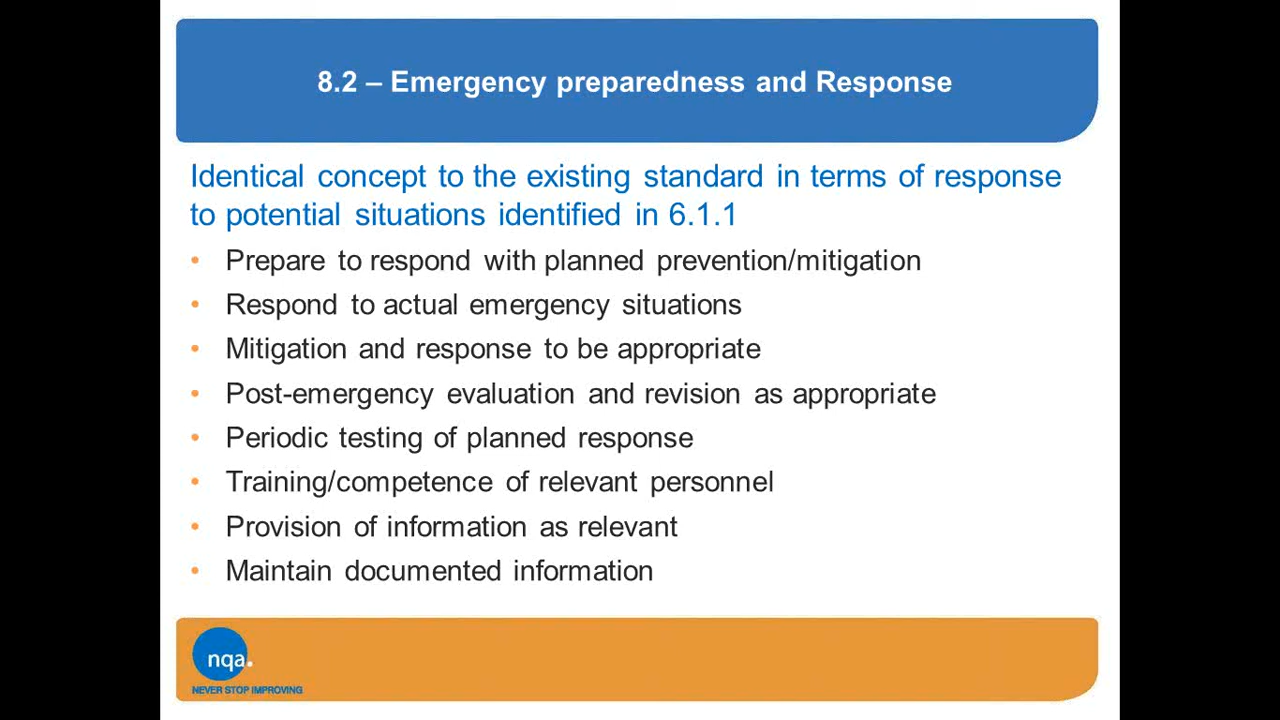 8.2 – Emergency preparedness and Response
Identical concept to the existing standard in terms of response
to potential situations identified in 6.1.1
• Prepare to respond with planned prevention/mitigation
• Respond to actual emergency situations
• Mitigation and response to be appropriate
• Post-emergency evaluation and revision as appropriate
• Periodic testing of planned response
• Training/competence of relevant personnel
• Provision of information as relevant
• Maintain documented information
nqa.
NEVER STOP IMPROVING